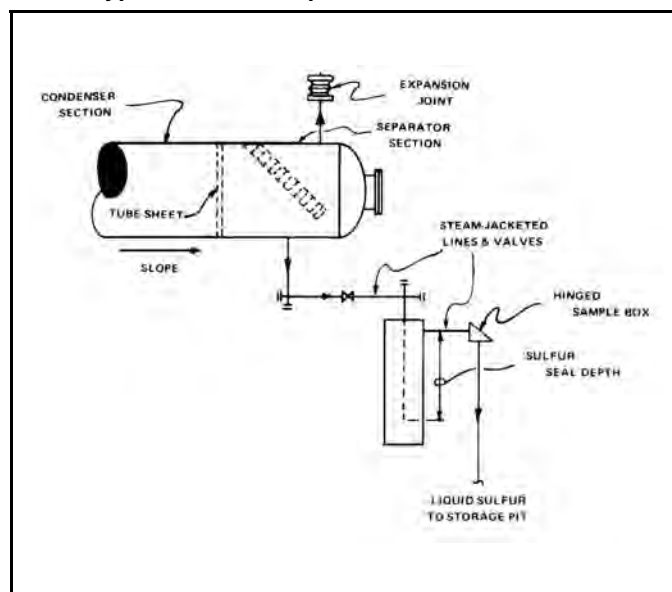 EXPANSION
JOINT
CONDENSER
SECTION
SEPARATOR
SECTION
TUBE SHEET
SLOPE
STEAM-JACKETED
LINES & VALVES
HINGED
SAMPLE BOX
SULFUR
SEAL DEPTH
LIQUID SULFUR
TO STORAGE PIT